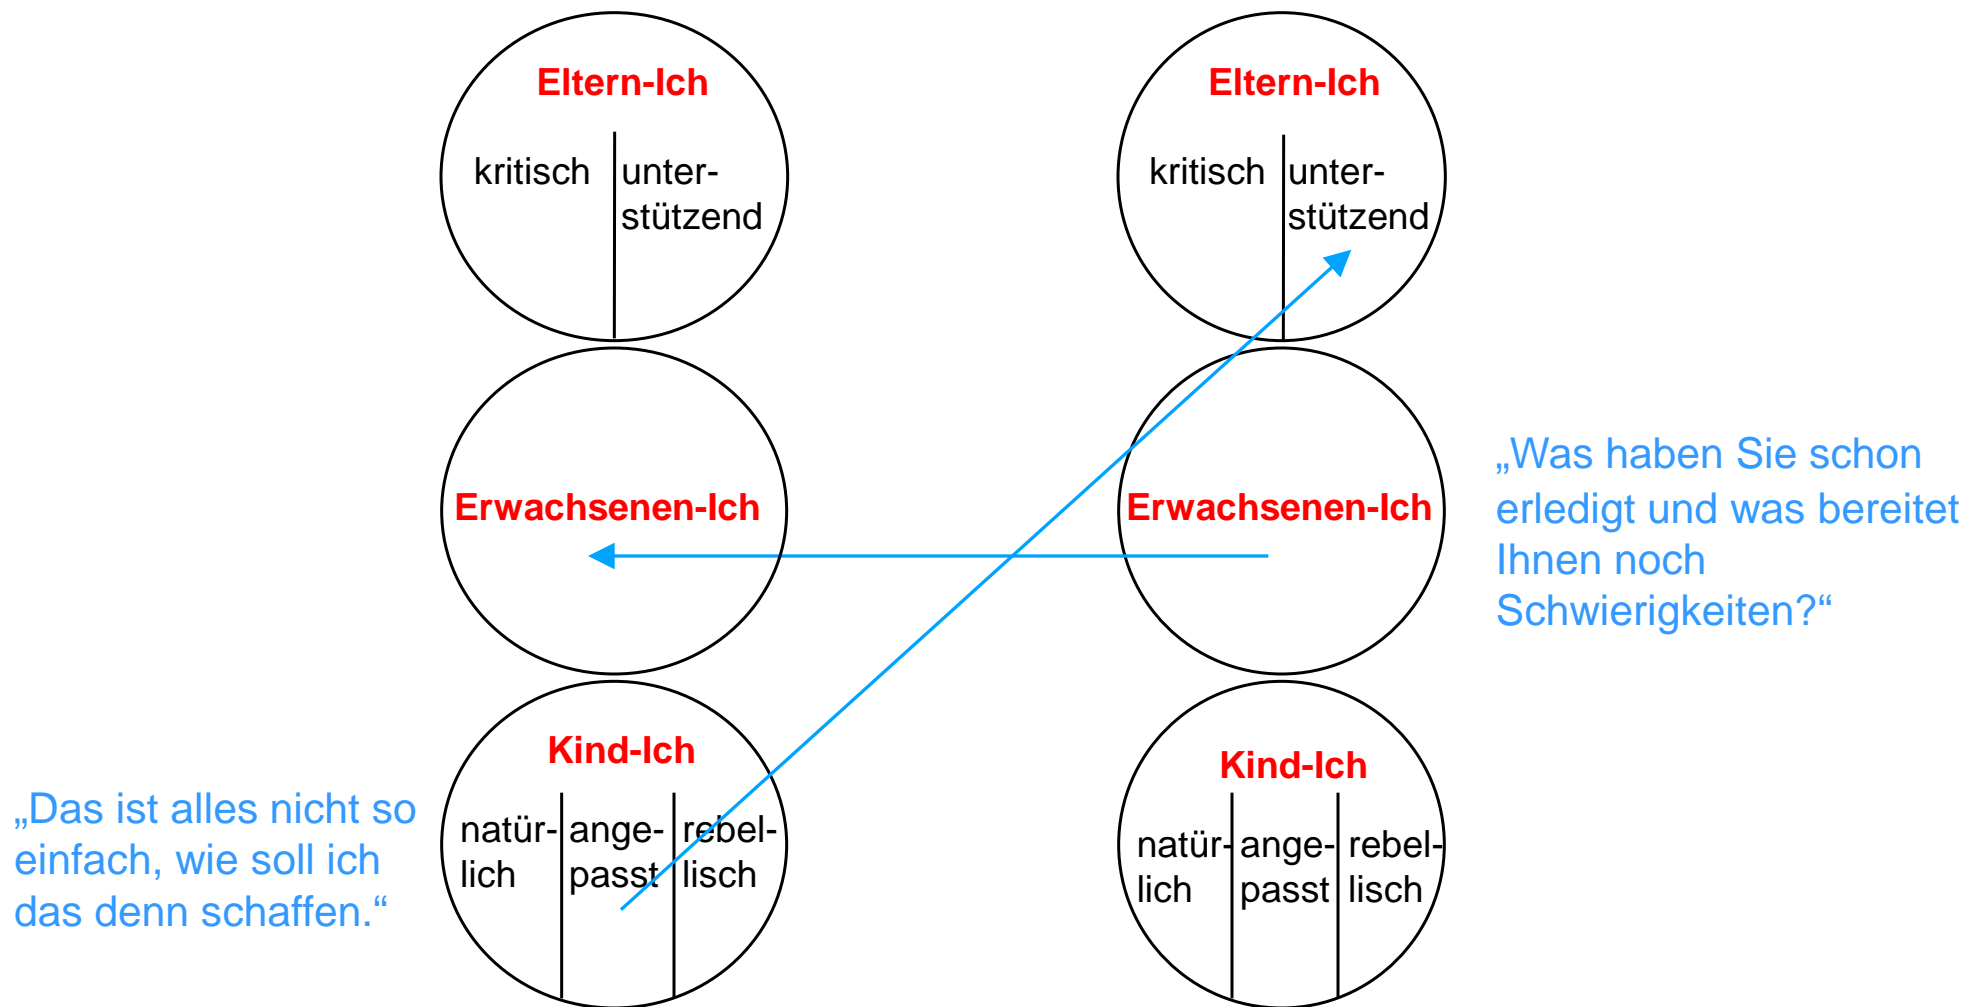 Eltern-Ich
kritisch
unter-
stützend
Eltern-Ich
kritisch
unter-
stützend
Erwachsenen-Ich
Erwachsenen-Ich
„Was haben Sie schon
erledigt und was bereitet
Ihnen noch
Schwierigkeiten?“
„Das ist alles nicht so
einfach, wie soll ich
das denn schaffen.“
Kind-Ich
natür-
lich
ange-
passt
rebel-
lisch
Kind-Ich
natür-
lich
ange-
passt
rebel-
lisch